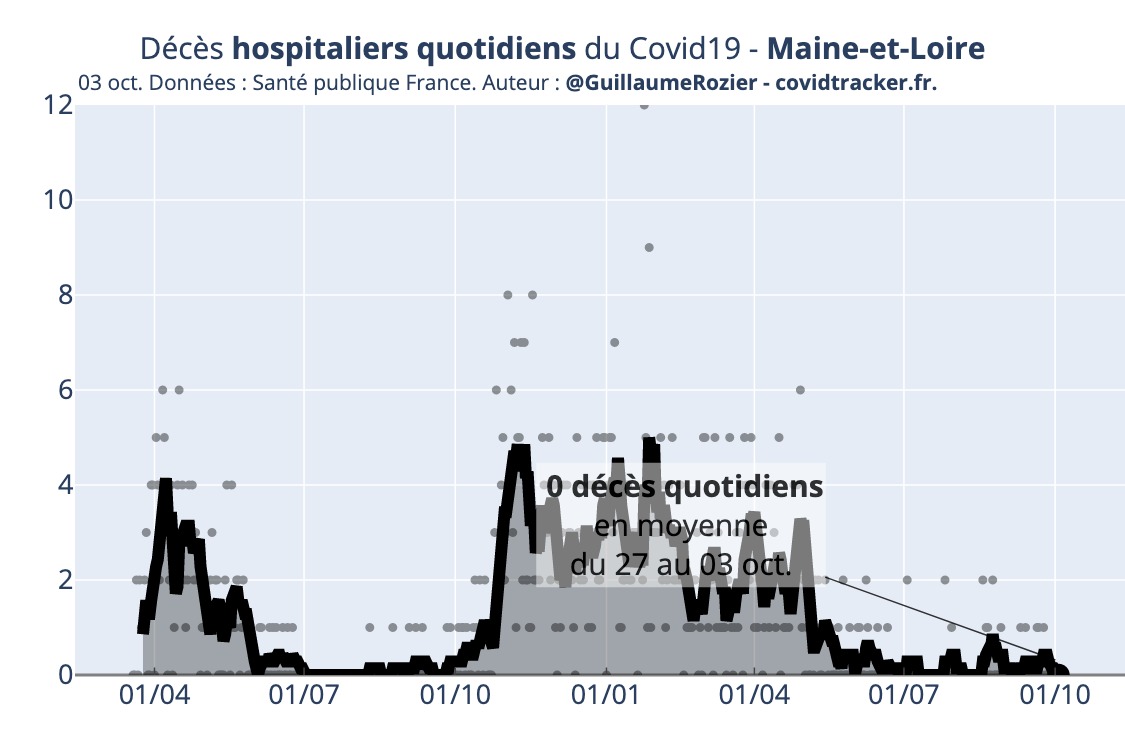 Décès hospitaliers quotidiens du Covid19 - Maine-et-Loire
03 oct. Données : Santé publique France. Auteur : @GuillaumeRozier - covidtracker.fr.
12
10
8
6
4
2
0
0 décès quotidiens
en moyenne
du 27 au 03 oct.
01/04
01/07
01/10
01/01
01/04
01/07
01/10